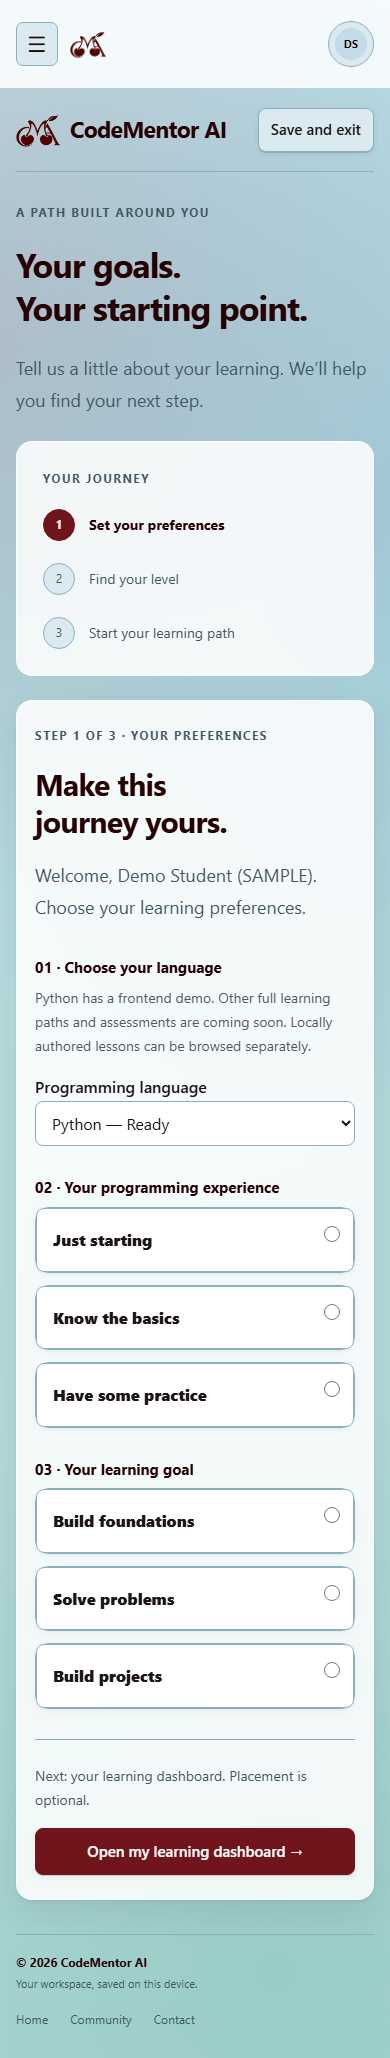 DS
CodeMentor AI
Save and exit
A PATH BUILT AROUND YOU
Your goals.
Your starting point.
Tell us a little about your learning. We'll help
you find your next step.
YOUR JOURNEY
1 Set your preferences
2 Find your level
3 Start your learning path
STEP 1 OF 3 · YOUR PREFERENCES
Make this
journey yours.
Welcome, Demo Student (SAMPLE).
Choose your learning preferences.
01 · Choose your language
Python has a frontend demo. Other full learning
paths and assessments are coming soon. Locally
authored lessons can be browsed separately.
Programming language
Python — Ready
02 · Your programming experience
Just starting
Know the basics
Have some practice
03 · Your learning goal
Build foundations
Solve problems
Build projects
Next: your learning dashboard. Placement is
optional.
Open my learning dashboard →
© 2026 CodeMentor AI
Your workspace, saved on this device.
Home Community Contact